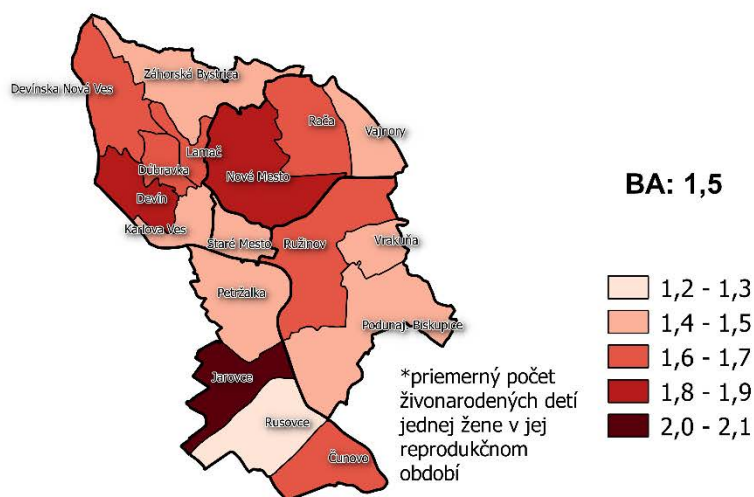 Záhorská Bystrica
Devínska Nová Ves
Rača
Vajnory
Lamač
Dúbravka
Nové Mesto
Devín
BA: 1,5
Karlova Ves
Staré Mesto
Ružinov
Vrakuňa
Petržalka
1,2 - 1,3
1,4 - 1,5
Podunaj. Biskupice
1,6 - 1,7
Jarovce
1,8 - 1,9
*priemerný počet
živonarodených detí
jednej žene v jej
reprodukčnom
období
2,0 - 2,1
Rusovce
Čunovo